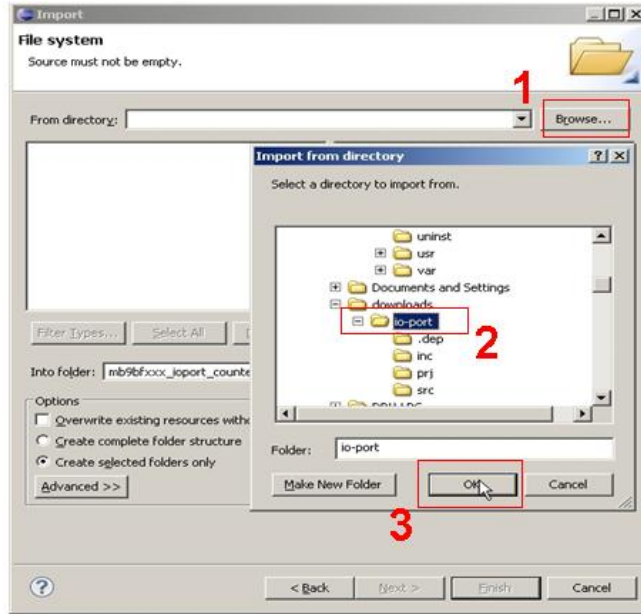 Import
File system
Source must not be empty.
1
From directory:
Browse...
Import from directory
Select a directory to import from.
uninst
usr
var
Documents and Settings
downloads
io-port
2
.dep
inc
prj
src
Filter Types...
Select All
Into folder: mb9bfxxx_ioport_counte
Options
Overwrite existing resources witho
Create complete folder structure
Create selected folders only
Advanced >>
Folder: io-port
Make New Folder
OK
Cancel
3
?
< Back
Next >
Finish
Cancel